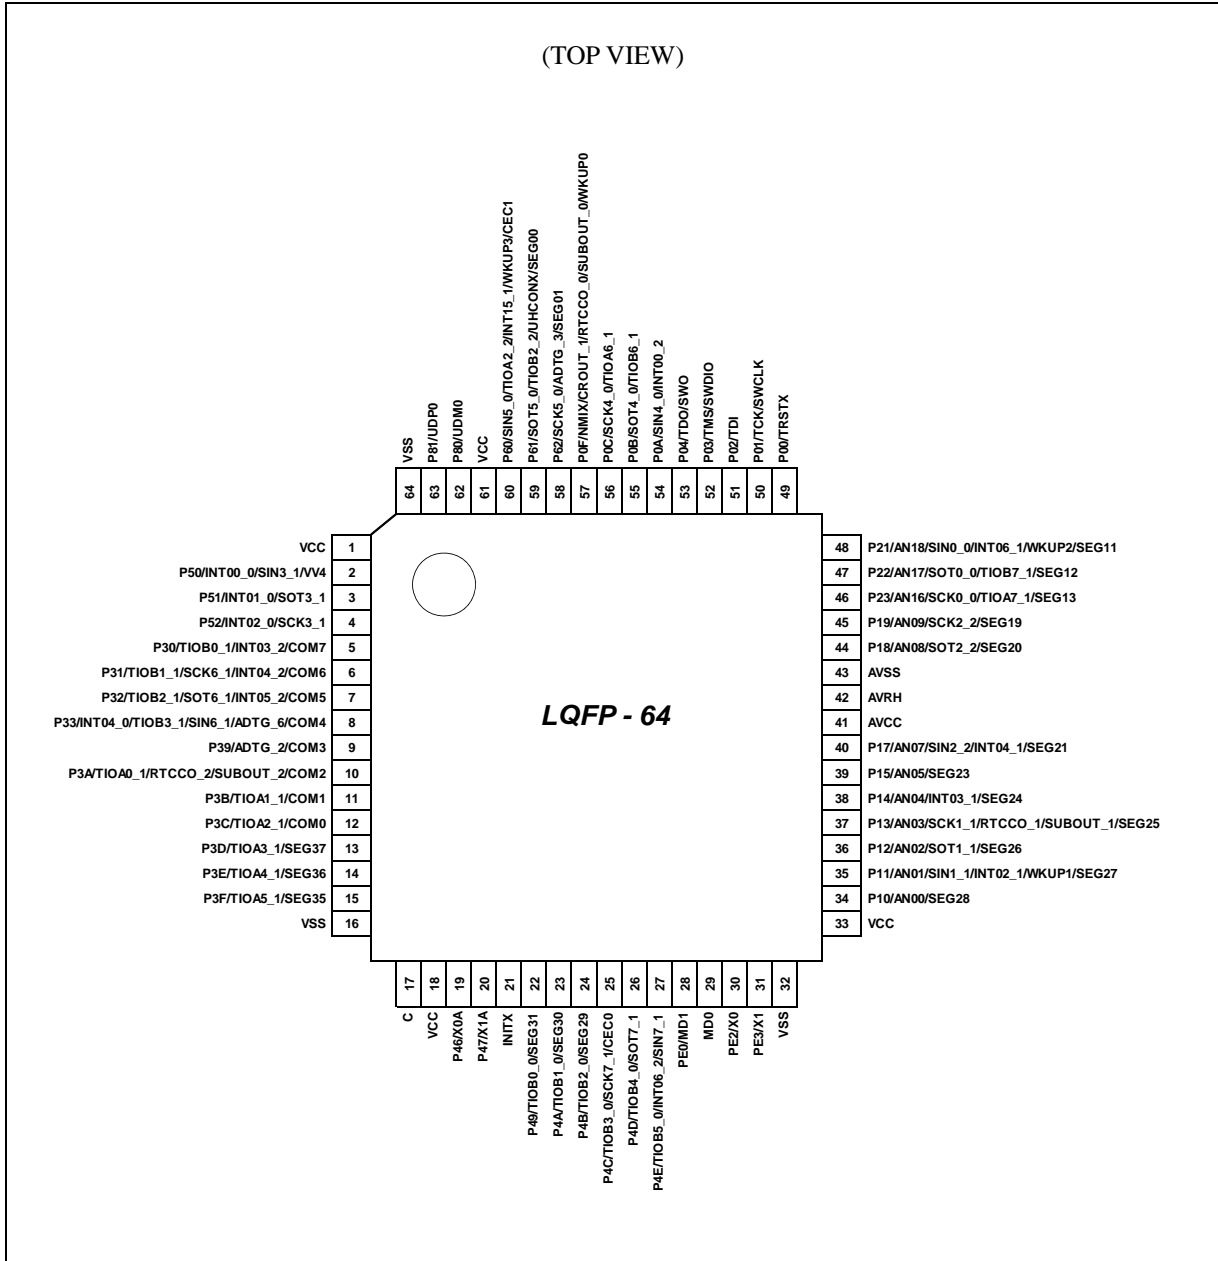 (TOP VIEW)
VSS
P81/UDP0
P80/UDM0
VCC
P60/SIN5_0/TIOA2_2/INT15_1/WKUP3/CEC1
P61/SOT5_0/TIOB2_2/UHCONX/SEG00
P62/SCK5_0/ADTG_3/SEG01
P0F/NMIX/CROUT_1/RTCCO_0/SUBOUT_0/WKUP0
P0C/SCK4_0/TIOA6_1
P0B/SOT4_0/TIOB6_1
P0A/SIN4_0/INT00_2
P04/TDO/SWO
P03/TMS/SWDIO
P02/TDI
P01/TCK/SWCLK
P00/TRSTX
64 63 62 61 60 59 58 57 56 55 54 53 52 51 50 49
VCC 1
P50/INT00_0/SIN3_1/VV4 2
P51/INT01_0/SOT3_1 3
P52/INT02_0/SCK3_1 4
P30/TIOB0_1/INT03_2/COM7 5
P31/TIOB1_1/SCK6_1/INT04_2/COM6 6
P32/TIOB2_1/SOT6_1/INT05_2/COM5 7
P33/INT04_0/TIOB3_1/SIN6_1/ADTG_6/COM4 8
P39/ADTG_2/COM3 9
P3A/TIOA0_1/RTCCO_2/SUBOUT_2/COM2 10
P3B/TIOA1_1/COM1 11
P3C/TIOA2_1/COM0 12
P3D/TIOA3_1/SEG37 13
P3E/TIOA4_1/SEG36 14
P3F/TIOA5_1/SEG35 15
VSS 16
LQFP - 64
48 P21/AN18/SIN0_0/INT06_1/WKUP2/SEG11
47 P22/AN17/SOT0_0/TIOB7_1/SEG12
46 P23/AN16/SCK0_0/TIOA7_1/SEG13
45 P19/AN09/SCK2_2/SEG19
44 P18/AN08/SOT2_2/SEG20
43 AVSS
42 AVRH
41 AVCC
40 P17/AN07/SIN2_2/INT04_1/SEG21
39 P15/AN05/SEG23
38 P14/AN04/INT03_1/SEG24
37 P13/AN03/SCK1_1/RTCCO_1/SUBOUT_1/SEG25
36 P12/AN02/SOT1_1/SEG26
35 P11/AN01/SIN1_1/INT02_1/WKUP1/SEG27
34 P10/AN00/SEG28
33 VCC
17 18 19 20 21 22 23 24 25 26 27 28 29 30 31 32
C
VCC
P46/X0A
P47/X1A
INITX
P49/TIOB0_0/SEG31
P4A/TIOB1_0/SEG30
P4B/TIOB2_0/SEG29
P4C/TIOB3_0/SCK7_1/CEC0
P4D/TIOB4_0/SOT7_1
P4E/TIOB5_0/INT06_2/SIN7_1
PE0/MD1
MD0
PE2/X0
PE3/X1
VSS